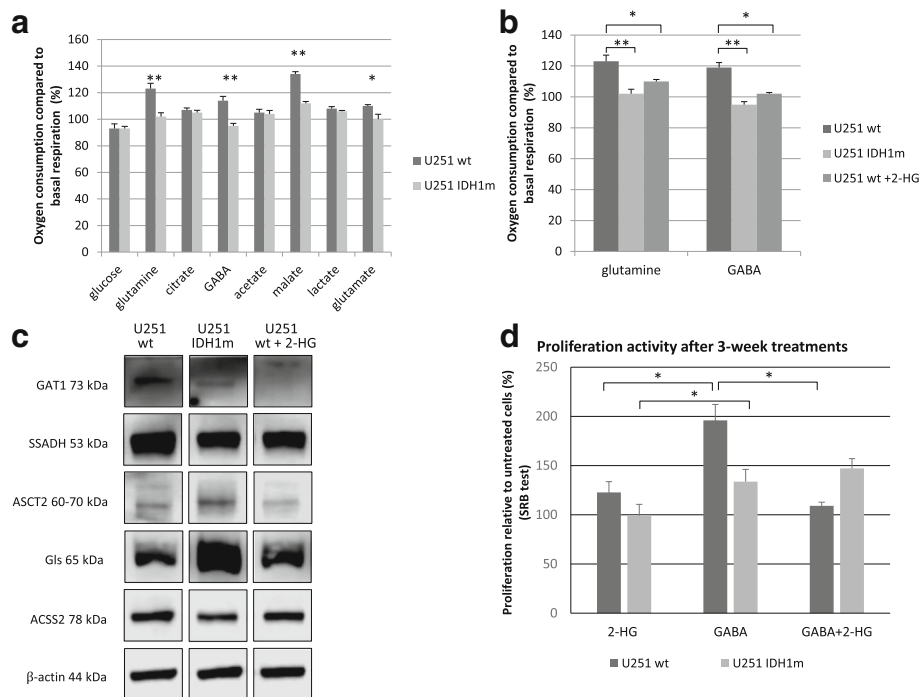 a
Oxygen consumption compared to
basal respiration (%)
160
140
120
100
80
60
40
20
0
**
**
**
*
glucose
glutamine
citrate
GABA
acetate
malate
lactate
glutamate
U251 wt
U251 IDH1m
b
Oxygen consumption compared to
basal respiration (%)
140
120
100
80
60
40
20
0
*
**
*
**
glutamine
GABA
U251 wt
U251 IDH1m
U251 wt +2-HG
c
U251
wt
U251
IDH1m
U251
wt + 2-HG
GAT1 73 kDa
SSADH 53 kDa
ASCT2 60-70 kDa
Gls 65 kDa
ACSS2 78 kDa
β-actin 44 kDa
d
Proliferation activity after 3-week treatments
Proliferation relative to untreated cells (%)
(SRB test)
250
200
150
100
50
0
*
*
*
2-HG
GABA
GABA+2-HG
U251 wt
U251 IDH1m